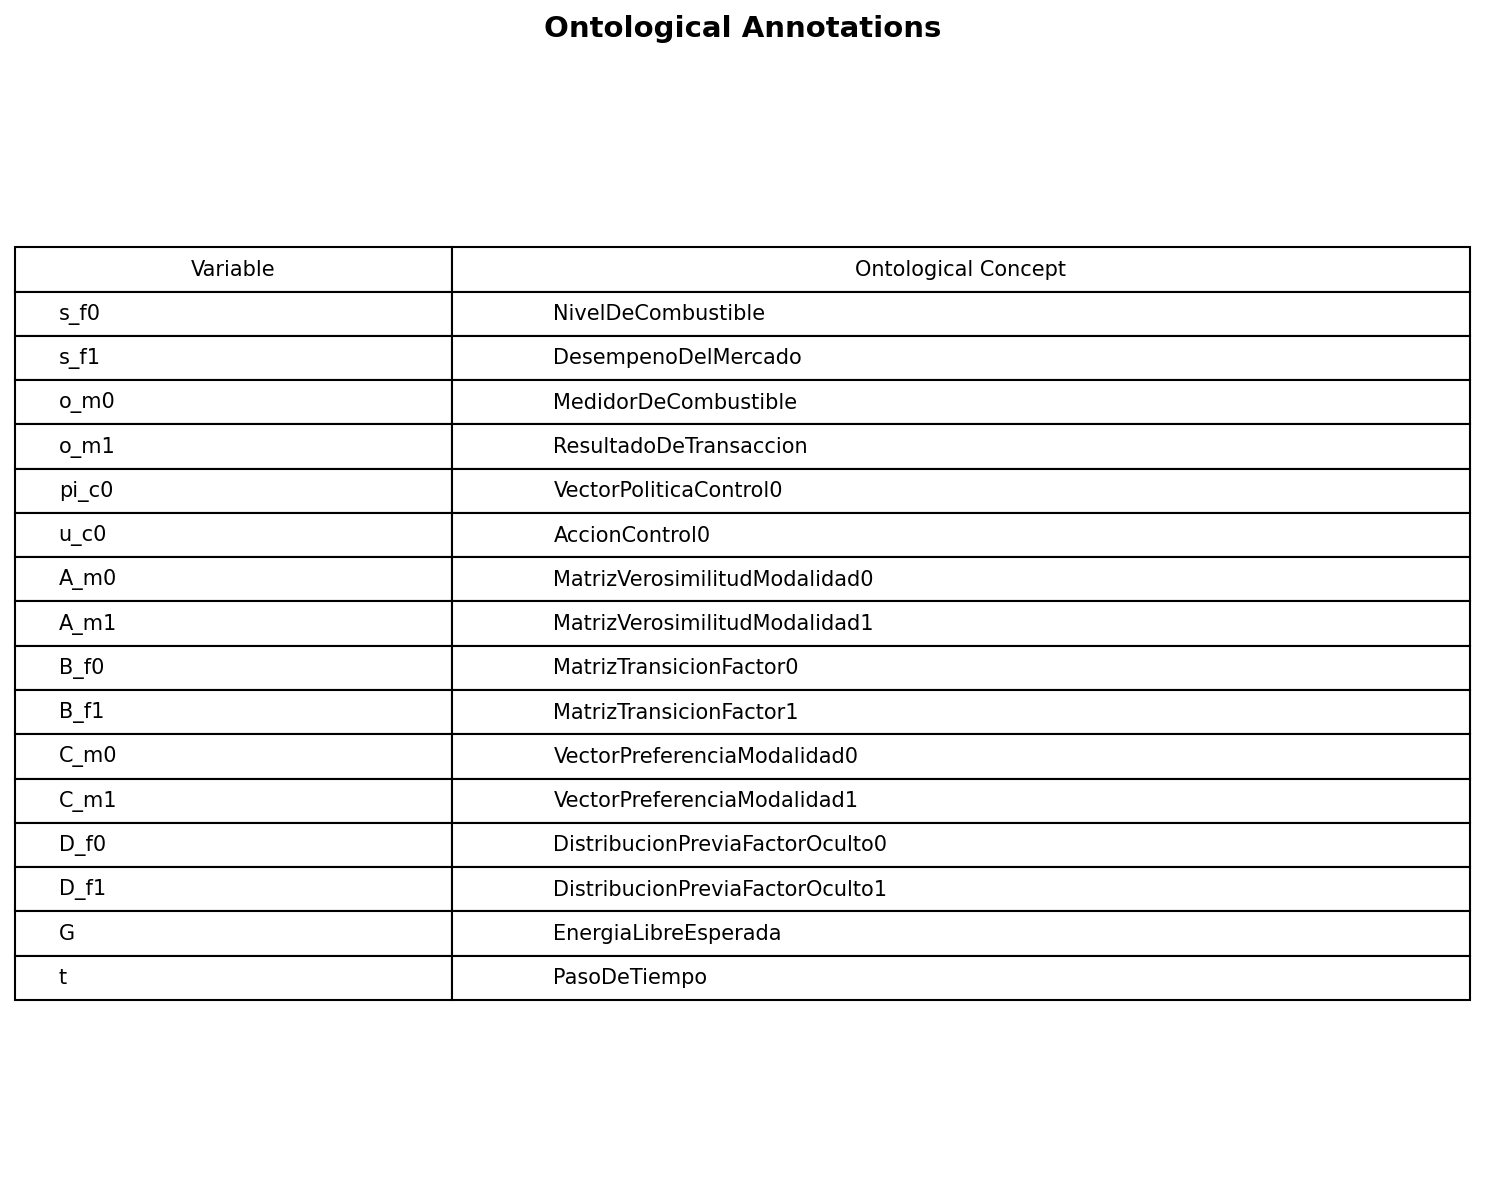 Ontological Annotations
Variable Ontological Concept
s_f0 NivelDeCombustible
s_f1 DesempenoDelMercado
o_m0 MedidorDeCombustible
o_m1 ResultadoDeTransaccion
pi_c0 VectorPoliticaControl0
u_c0 AccionControl0
A_m0 MatrizVerosimilitudModalidad0
A_m1 MatrizVerosimilitudModalidad1
B_f0 MatrizTransicionFactor0
B_f1 MatrizTransicionFactor1
C_m0 VectorPreferenciaModalidad0
C_m1 VectorPreferenciaModalidad1
D_f0 DistribucionPreviaFactorOculto0
D_f1 DistribucionPreviaFactorOculto1
G EnergiaLibreEsperada
t PasoDeTiempo